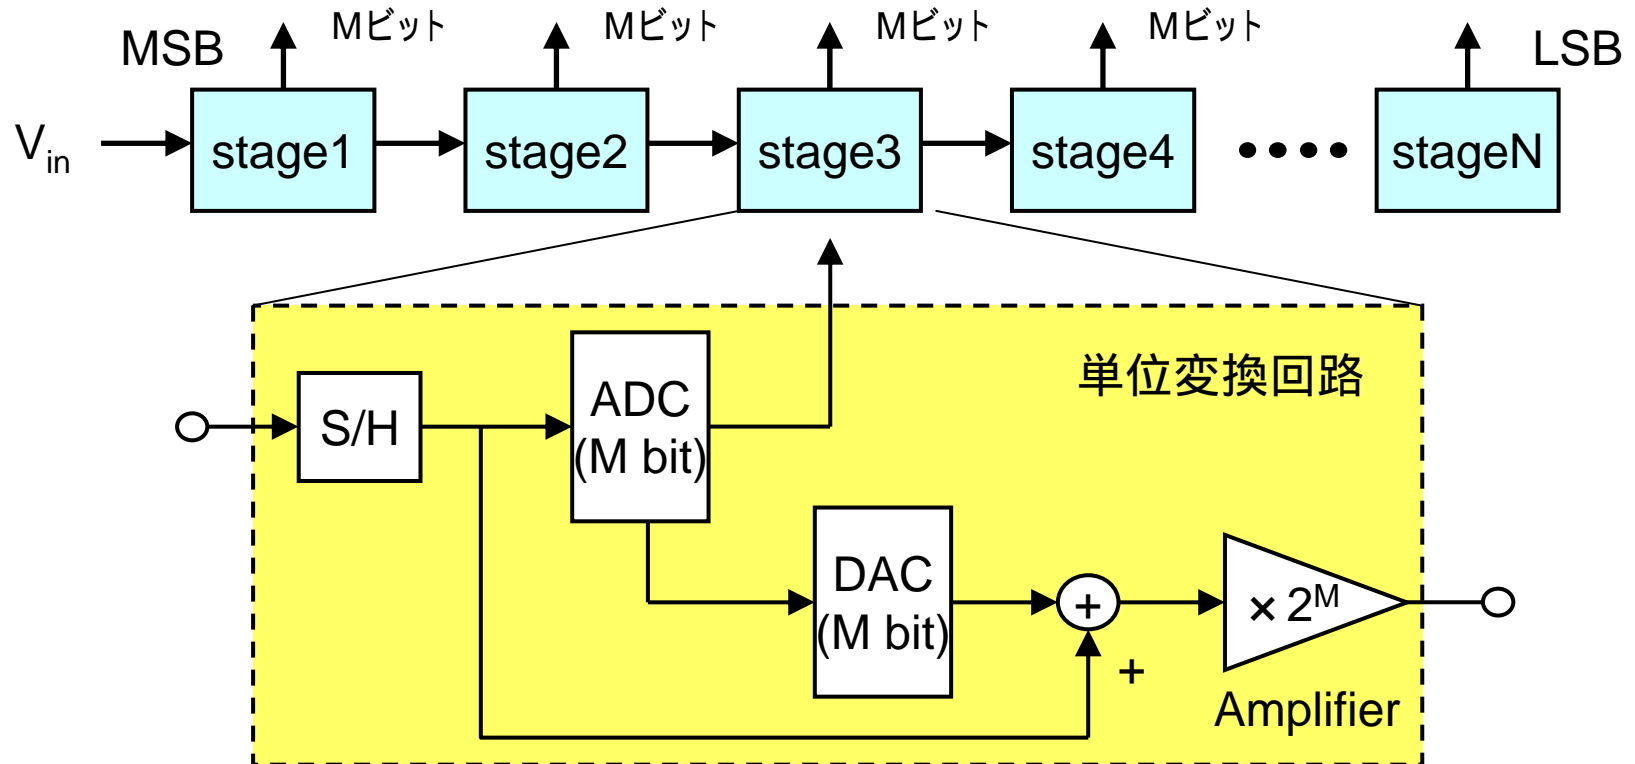 Mビット Mビット Mビット Mビット
MSB LSB
Vin stage1 stage2 stage3 stage4 •••• stageN
単位変換回路
S/H
ADC
(M bit)
DAC
(M bit)
+
× 2^M
+
Amplifier